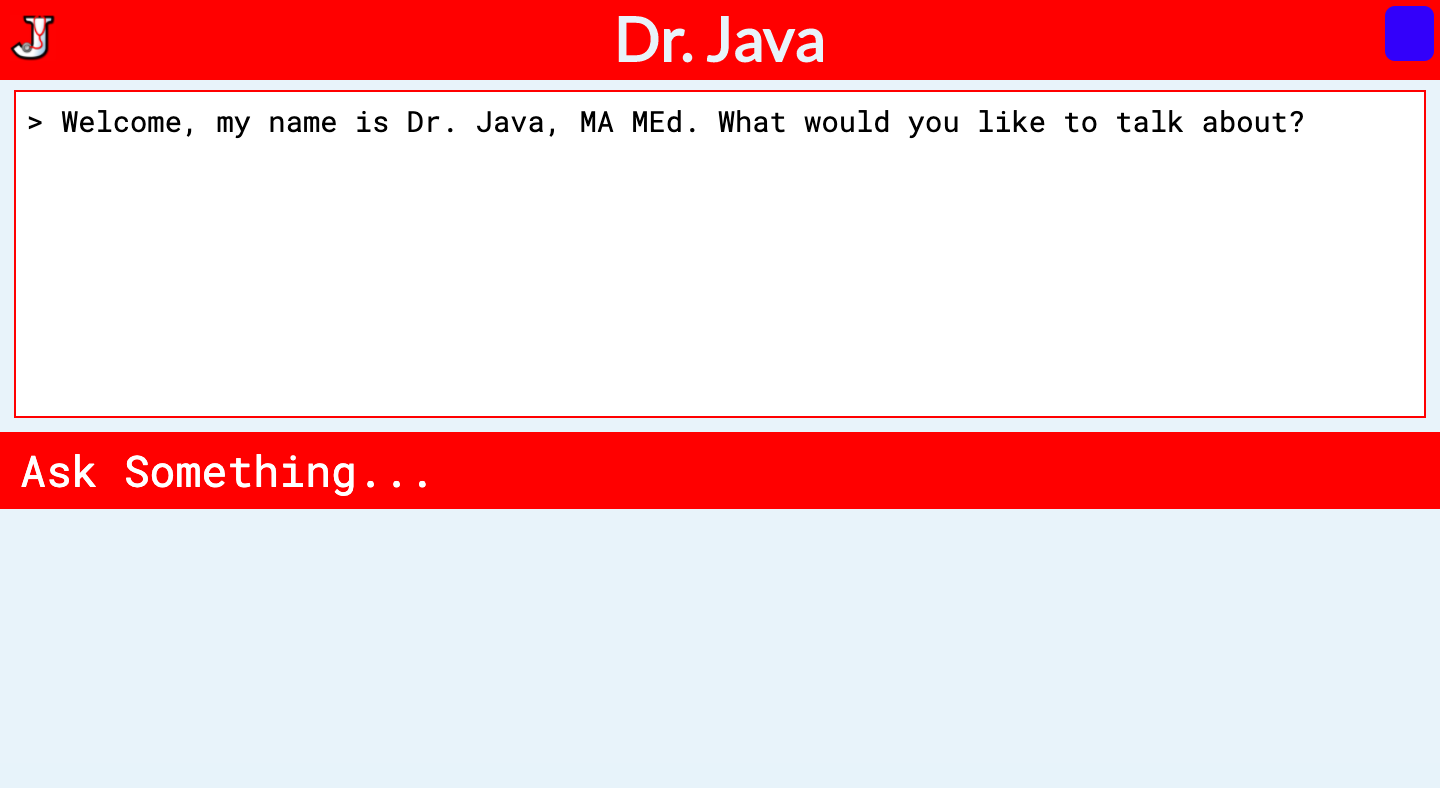 J
Dr. Java
> Welcome, my name is Dr. Java, MA MEd. What would you like to talk about?
Ask Something...